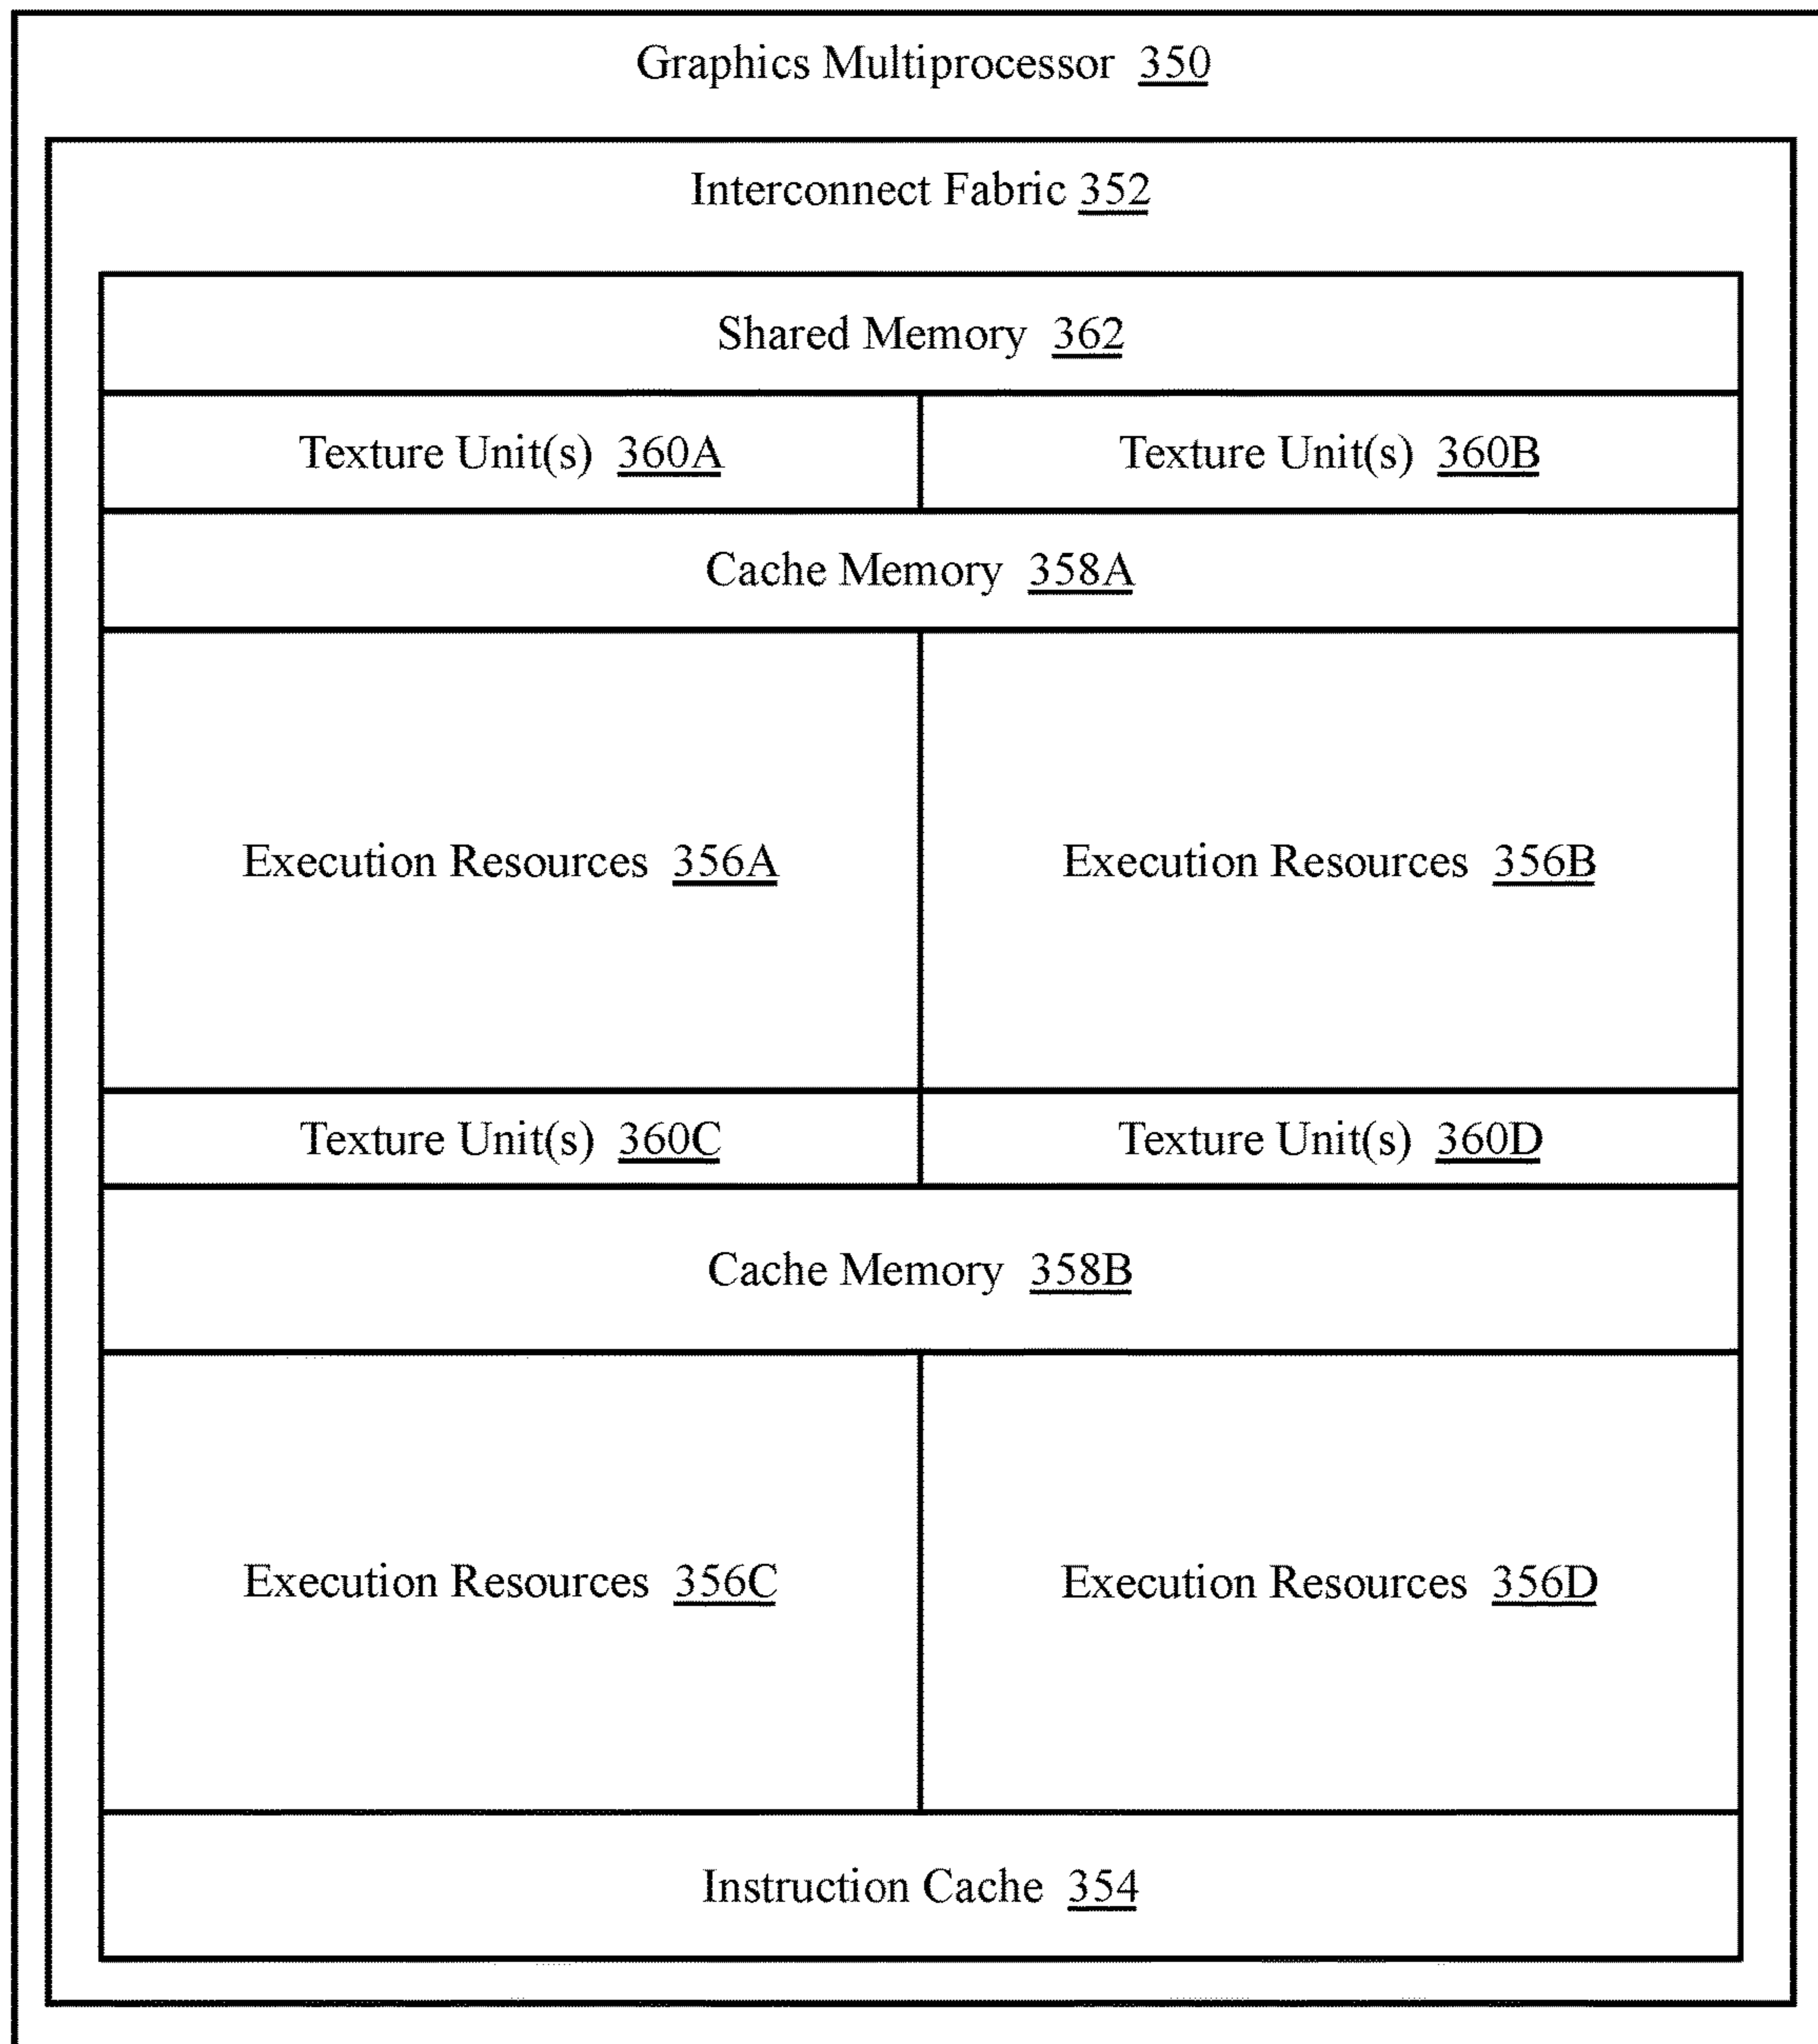 Graphics Multiprocessor 350
Interconnect Fabric 352
Shared Memory 362
Texture Unit(s) 360A
Texture Unit(s) 360B
Cache Memory 358A
Execution Resources 356A
Execution Resources 356B
Texture Unit(s) 360C
Texture Unit(s) 360D
Cache Memory 358B
Execution Resources 356C
Execution Resources 356D
Instruction Cache 354